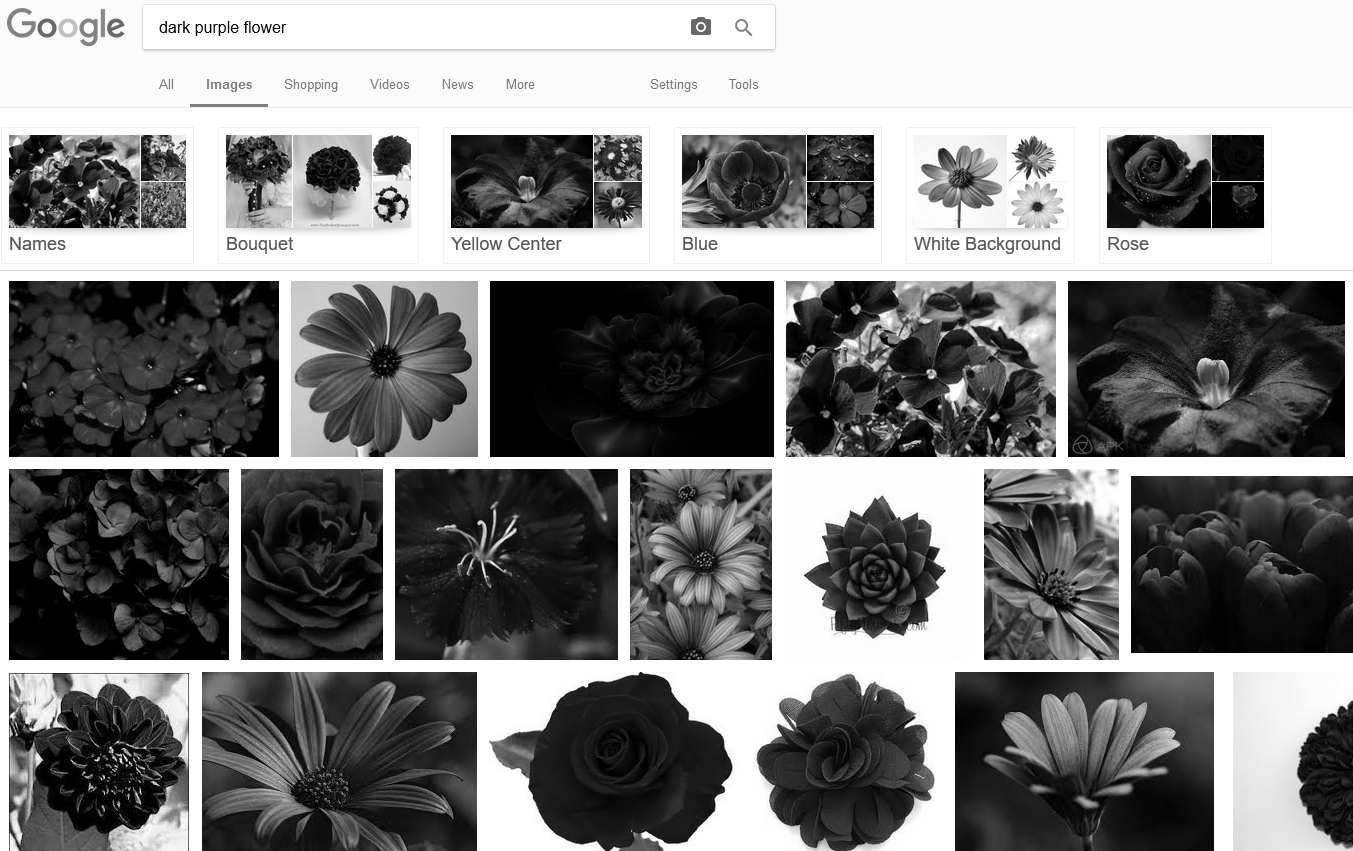 Google
dark purple flower
All Images Shopping Videos News More Settings Tools
Names
Bouquet
Yellow Center
Blue
White Background
Rose